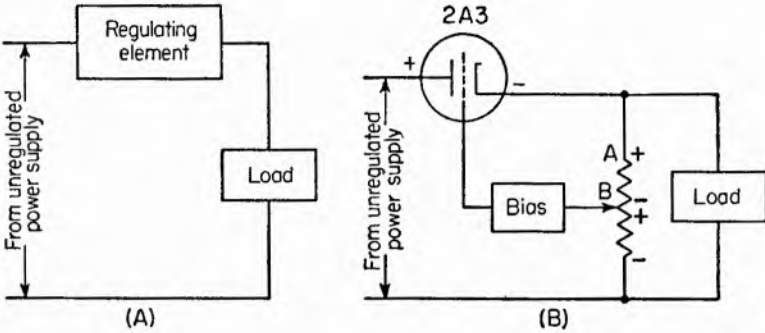 Regulating
element
From unregulated
power supply
Load
(A)
2A3
+
-
From unregulated
power supply
A +
B -
+
-
Bias
Load
(B)